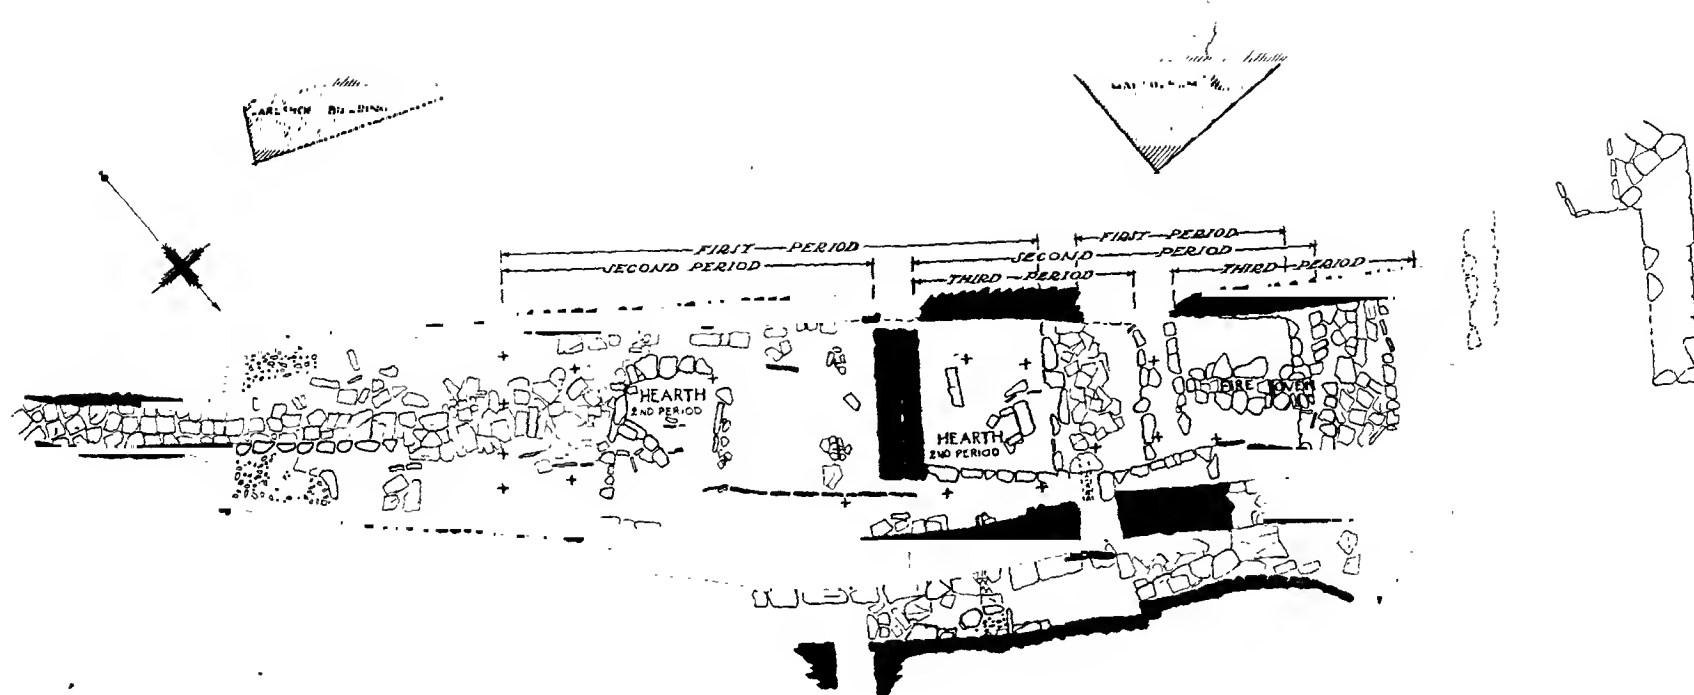 FIRST PERIOD
FIRST PERIOD
SECOND PERIOD
SECOND PERIOD
THIRD PERIOD
THIRD PERIOD
HEARTH
2ND PERIOD
FIRE OVEN
HEARTH
2ND PERIOD